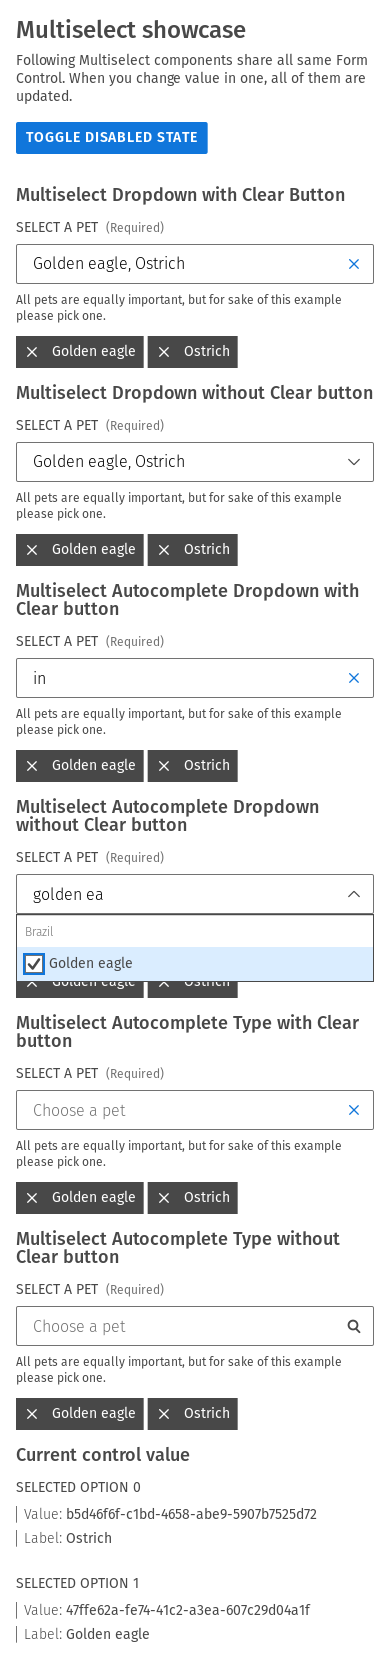 Multiselect showcase
Following Multiselect components share all same Form
Control. When you change value in one, all of them are
updated.
TOGGLE DISABLED STATE
Multiselect Dropdown with Clear Button
SELECT A PET (Required)
Golden eagle, Ostrich
All pets are equally important, but for sake of this example
please pick one.
Golden eagle Ostrich
Multiselect Dropdown without Clear button
SELECT A PET (Required)
Golden eagle, Ostrich
All pets are equally important, but for sake of this example
please pick one.
Golden eagle Ostrich
Multiselect Autocomplete Dropdown with
Clear button
SELECT A PET (Required)
in
All pets are equally important, but for sake of this example
please pick one.
Golden eagle Ostrich
Multiselect Autocomplete Dropdown
without Clear button
SELECT A PET (Required)
golden ea
Brazil
Golden eagle
Golden eagle Ostrich
Multiselect Autocomplete Type with Clear
button
SELECT A PET (Required)
Choose a pet
All pets are equally important, but for sake of this example
please pick one.
Golden eagle Ostrich
Multiselect Autocomplete Type without
Clear button
SELECT A PET (Required)
Choose a pet
All pets are equally important, but for sake of this example
please pick one.
Golden eagle Ostrich
Current control value
SELECTED OPTION 0
Value: b5d46f6f-c1bd-4658-abe9-5907b7525d72
Label: Ostrich
SELECTED OPTION 1
Value: 47ffe62a-fe74-41c2-a3ea-607c29d04a1f
Label: Golden eagle